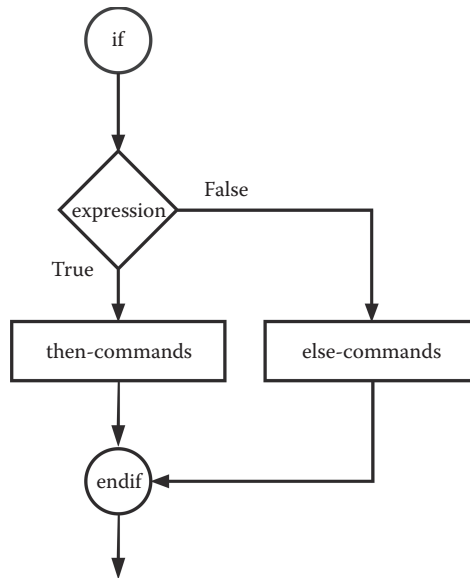 if
expression
False
True
then-commands
else-commands
endif